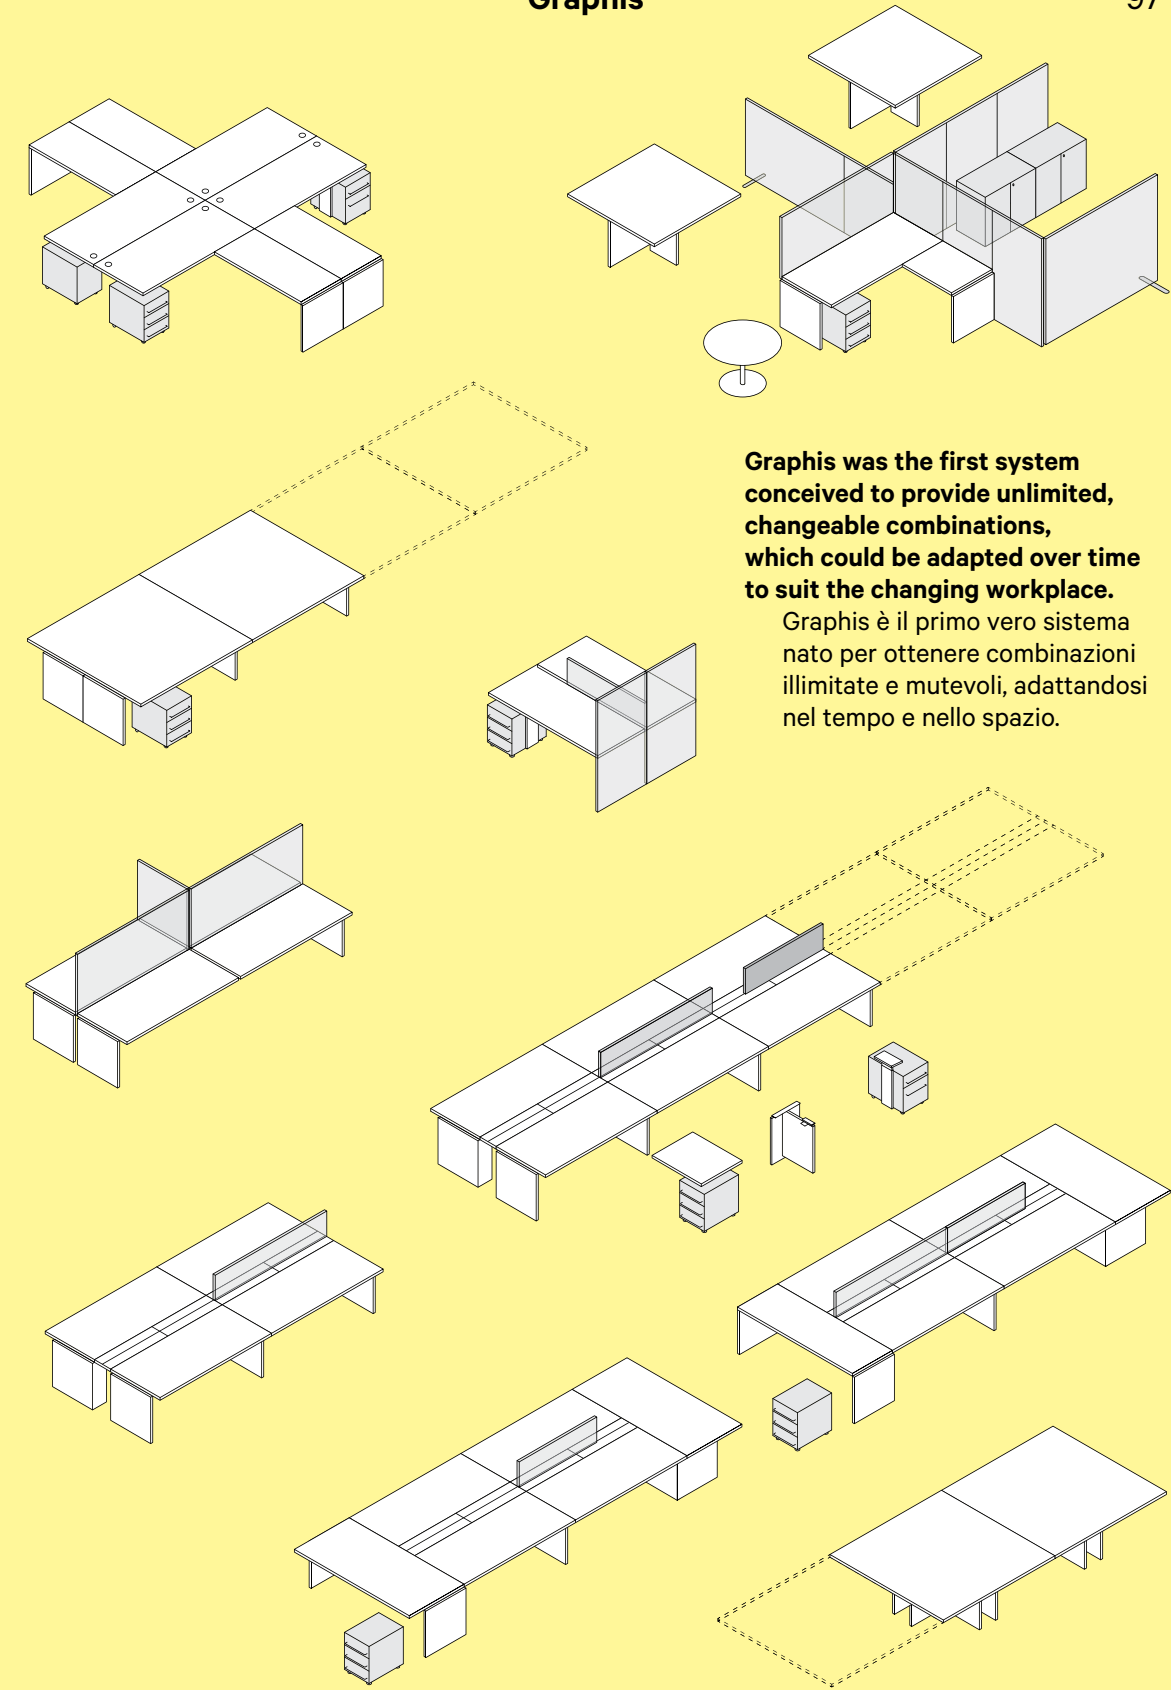 Graphis
97
Graphis was the first system
conceived to provide unlimited,
changeable combinations,
which could be adapted over time
to suit the changing workplace.
Graphis è il primo vero sistema
nato per ottenere combinazioni
illimitate e mutevoli, adattandosi
nel tempo e nello spazio.